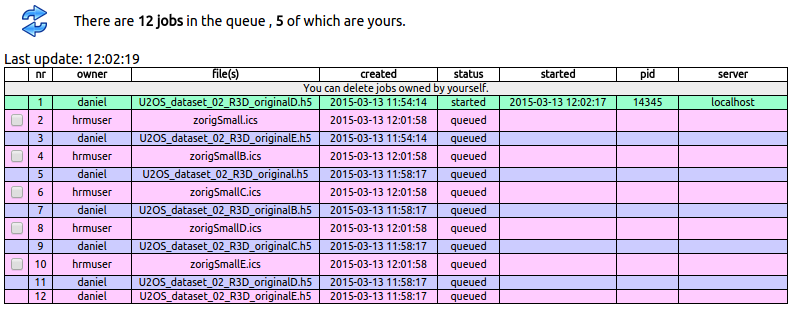 There are 12 jobs in the queue , 5 of which are yours.
Last update: 12:02:19
nr owner file(s) created status started pid server
You can delete jobs owned by yourself.
1 daniel U2OS_dataset_02_R3D_originalD.h5 2015-03-13 11:54:14 started 2015-03-13 12:02:17 14345 localhost
2 hrmuser zorigSmall.ics 2015-03-13 12:01:58 queued
3 daniel U2OS_dataset_02_R3D_originalE.h5 2015-03-13 11:54:14 queued
4 hrmuser zorigSmallB.ics 2015-03-13 12:01:58 queued
5 daniel U2OS_dataset_02_R3D_original.h5 2015-03-13 11:58:17 queued
6 hrmuser zorigSmallC.ics 2015-03-13 12:01:58 queued
7 daniel U2OS_dataset_02_R3D_originalB.h5 2015-03-13 11:58:17 queued
8 hrmuser zorigSmallD.ics 2015-03-13 12:01:58 queued
9 daniel U2OS_dataset_02_R3D_originalC.h5 2015-03-13 11:58:17 queued
10 hrmuser zorigSmallE.ics 2015-03-13 12:01:58 queued
11 daniel U2OS_dataset_02_R3D_originalD.h5 2015-03-13 11:58:17 queued
12 daniel U2OS_dataset_02_R3D_originalE.h5 2015-03-13 11:58:17 queued